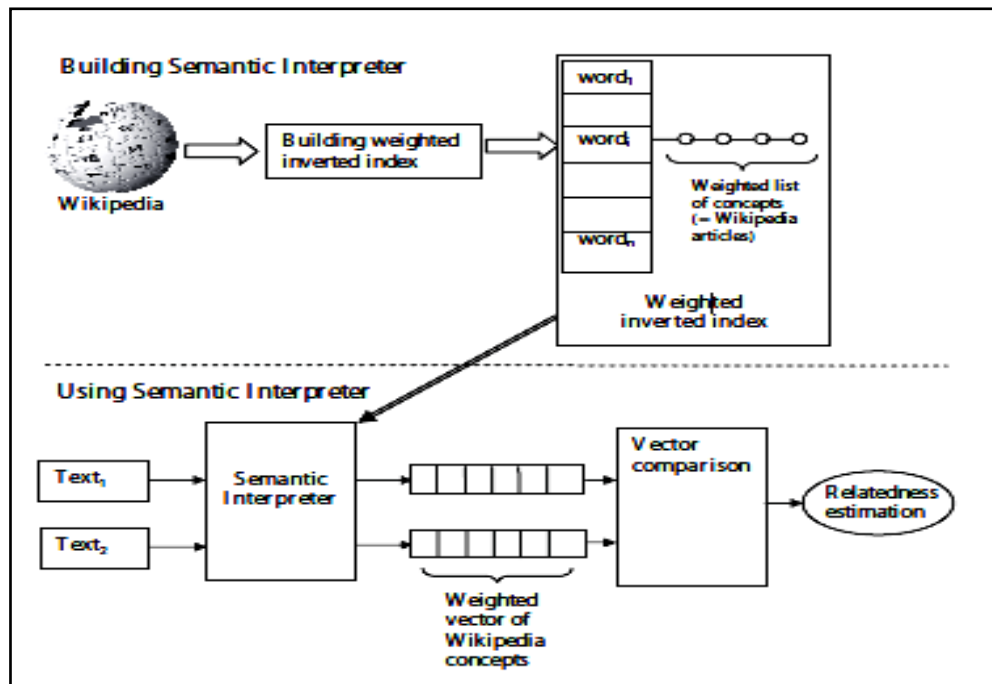 Building Semantic Interpreter
Wikipedia
Building weighted
inverted index
word₁
wordᵢ
wordₙ
Weighted list
of concepts
(= Wikipedia
articles)
Weighted
inverted index
Using Semantic Interpreter
Text₁
Text₂
Semantic
Interpreter
Weighted
vector of
Wikipedia
concepts
Vector
comparison
Relatedness
estimation